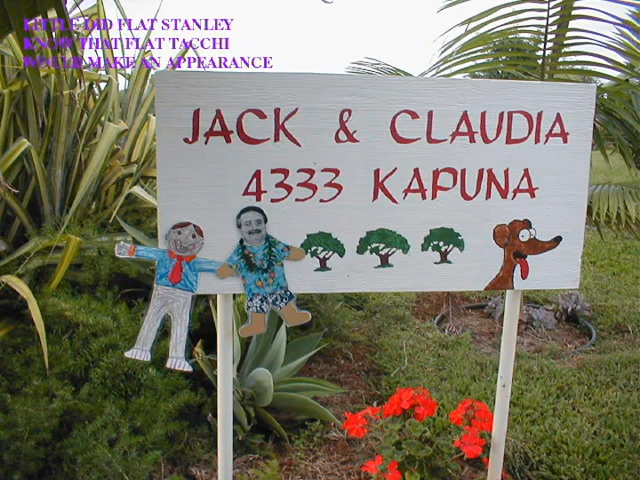 LITTLE DID FLAT STANLEY
KNOW THAT FLAT TACCHI
WOULD MAKE AN APPEARANCE
JACK & CLAUDIA
4333 KAPUNA